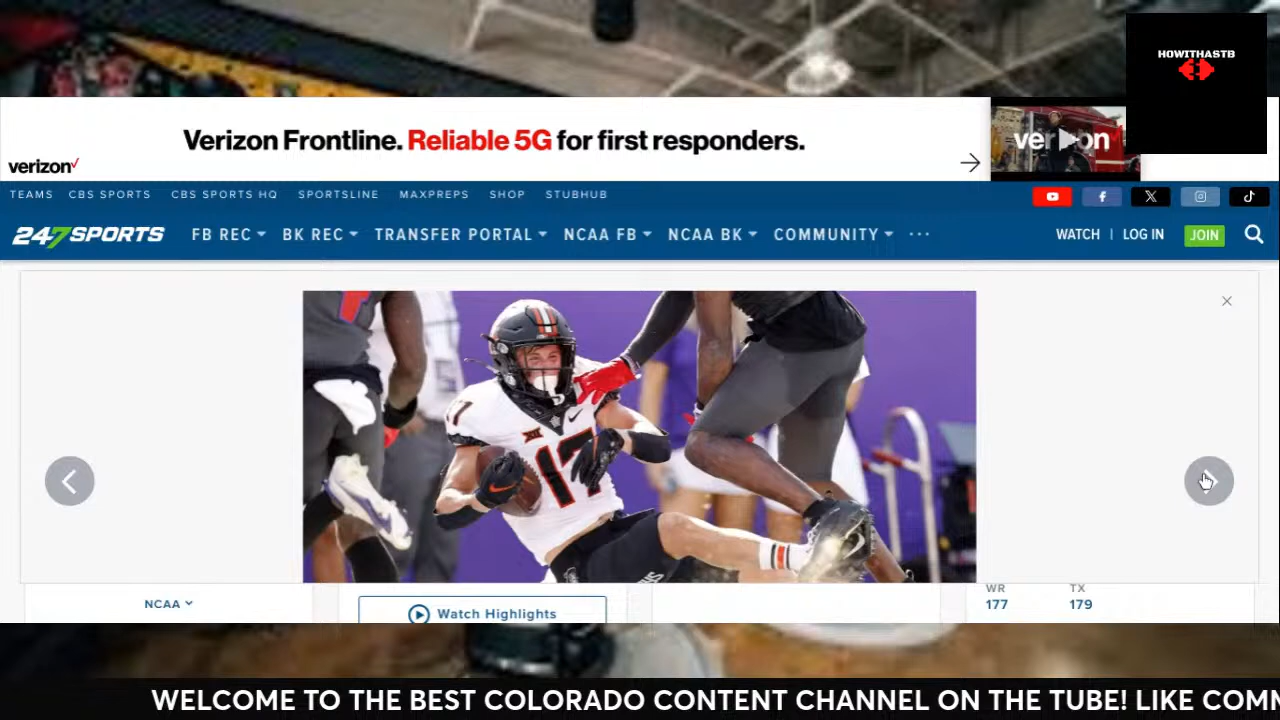 HOWITHASTB
Verizon Frontline. Reliable 5G for first responders.
verizon
TEAMS CBS SPORTS CBS SPORTS HQ SPORTSLINE MAXPREPS SHOP STUBHUB
247SPORTS FB REC BK REC TRANSFER PORTAL NCAA FB NCAA BK COMMUNITY ... WATCH | LOG IN JOIN
17
17
WR TX
NCAA 177 179
Watch Highlights
WELCOME TO THE BEST COLORADO CONTENT CHANNEL ON THE TUBE! LIKE COMM